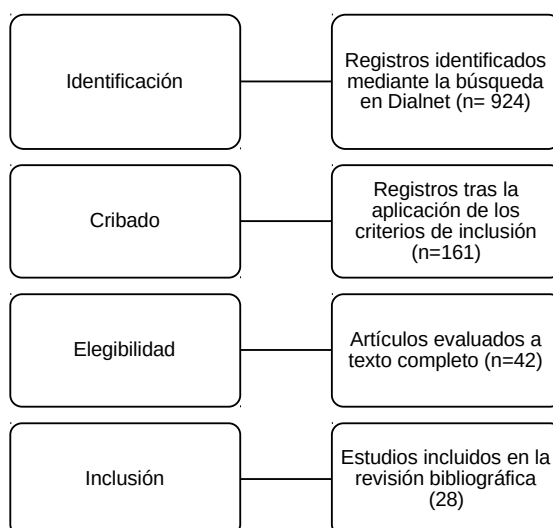 Identificación
Registros identificados
mediante la búsqueda
en Dialnet (n= 924)
Cribado
Registros tras la
aplicación de los
criterios de inclusión
(n=161)
Elegibilidad
Artículos evaluados a
texto completo (n=42)
Inclusión
Estudios incluidos en la
revisión bibliográfica
(28)